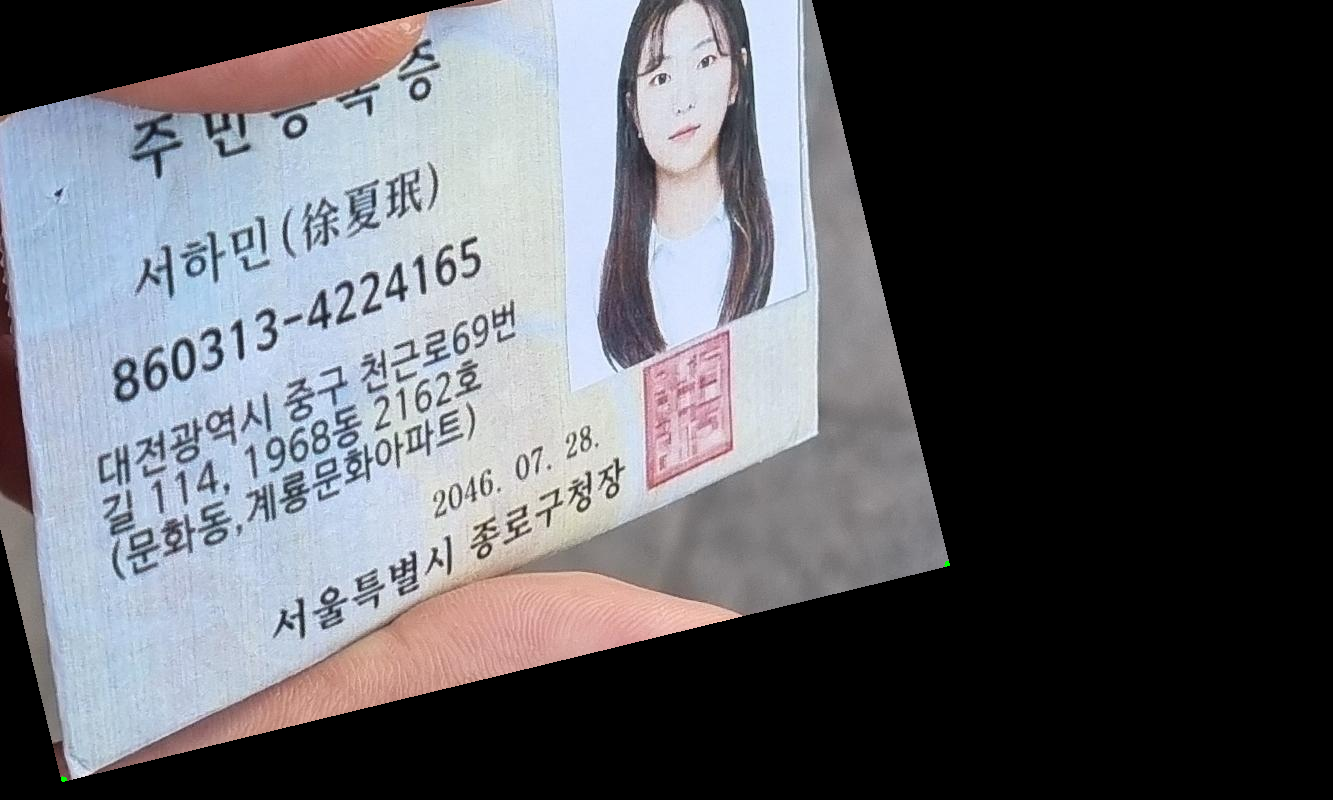 주민등록증
서하민(徐夏珉)
860313-4224165
대전광역시 중구 천근로69번
길 114, 1968동 2162호
(문화동,계룡문화아파트)
2046. 07. 28.
서울특별시 종로구청장